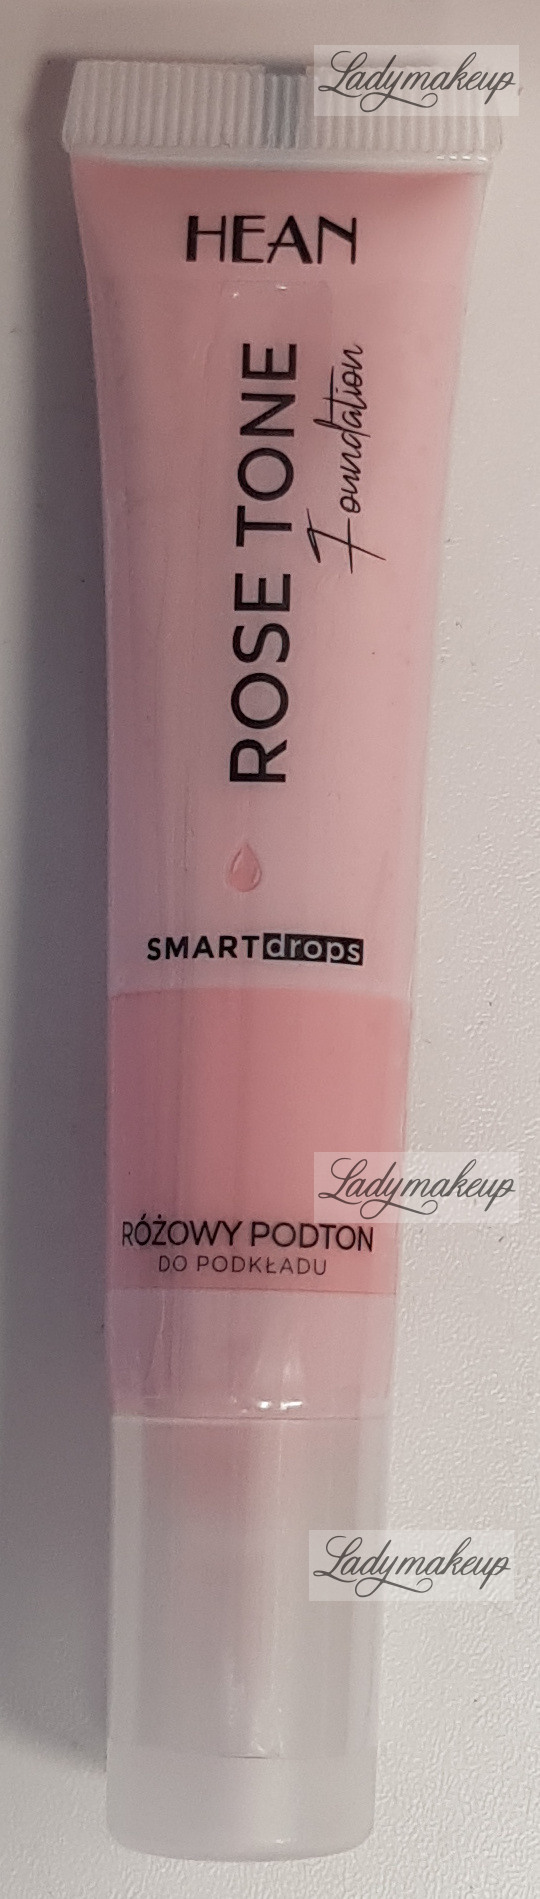 Ladymakeup
HEAN
ROSE TONE
Foundation
SMARTdrops
Ladymakeup
RÓŻOWY PODTON
DO PODKŁADU
Ladymakeup